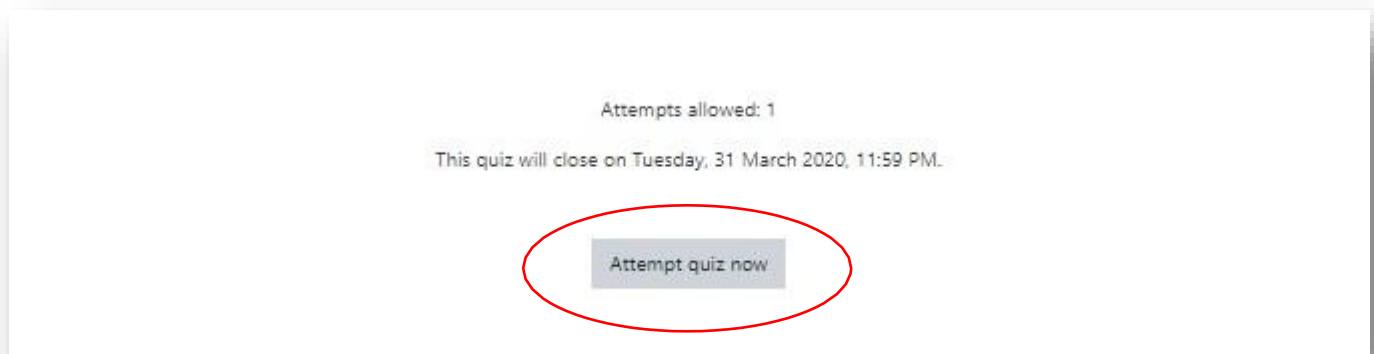 Attempts allowed: 1
This quiz will close on Tuesday, 31 March 2020, 11:59 PM.
Attempt quiz now